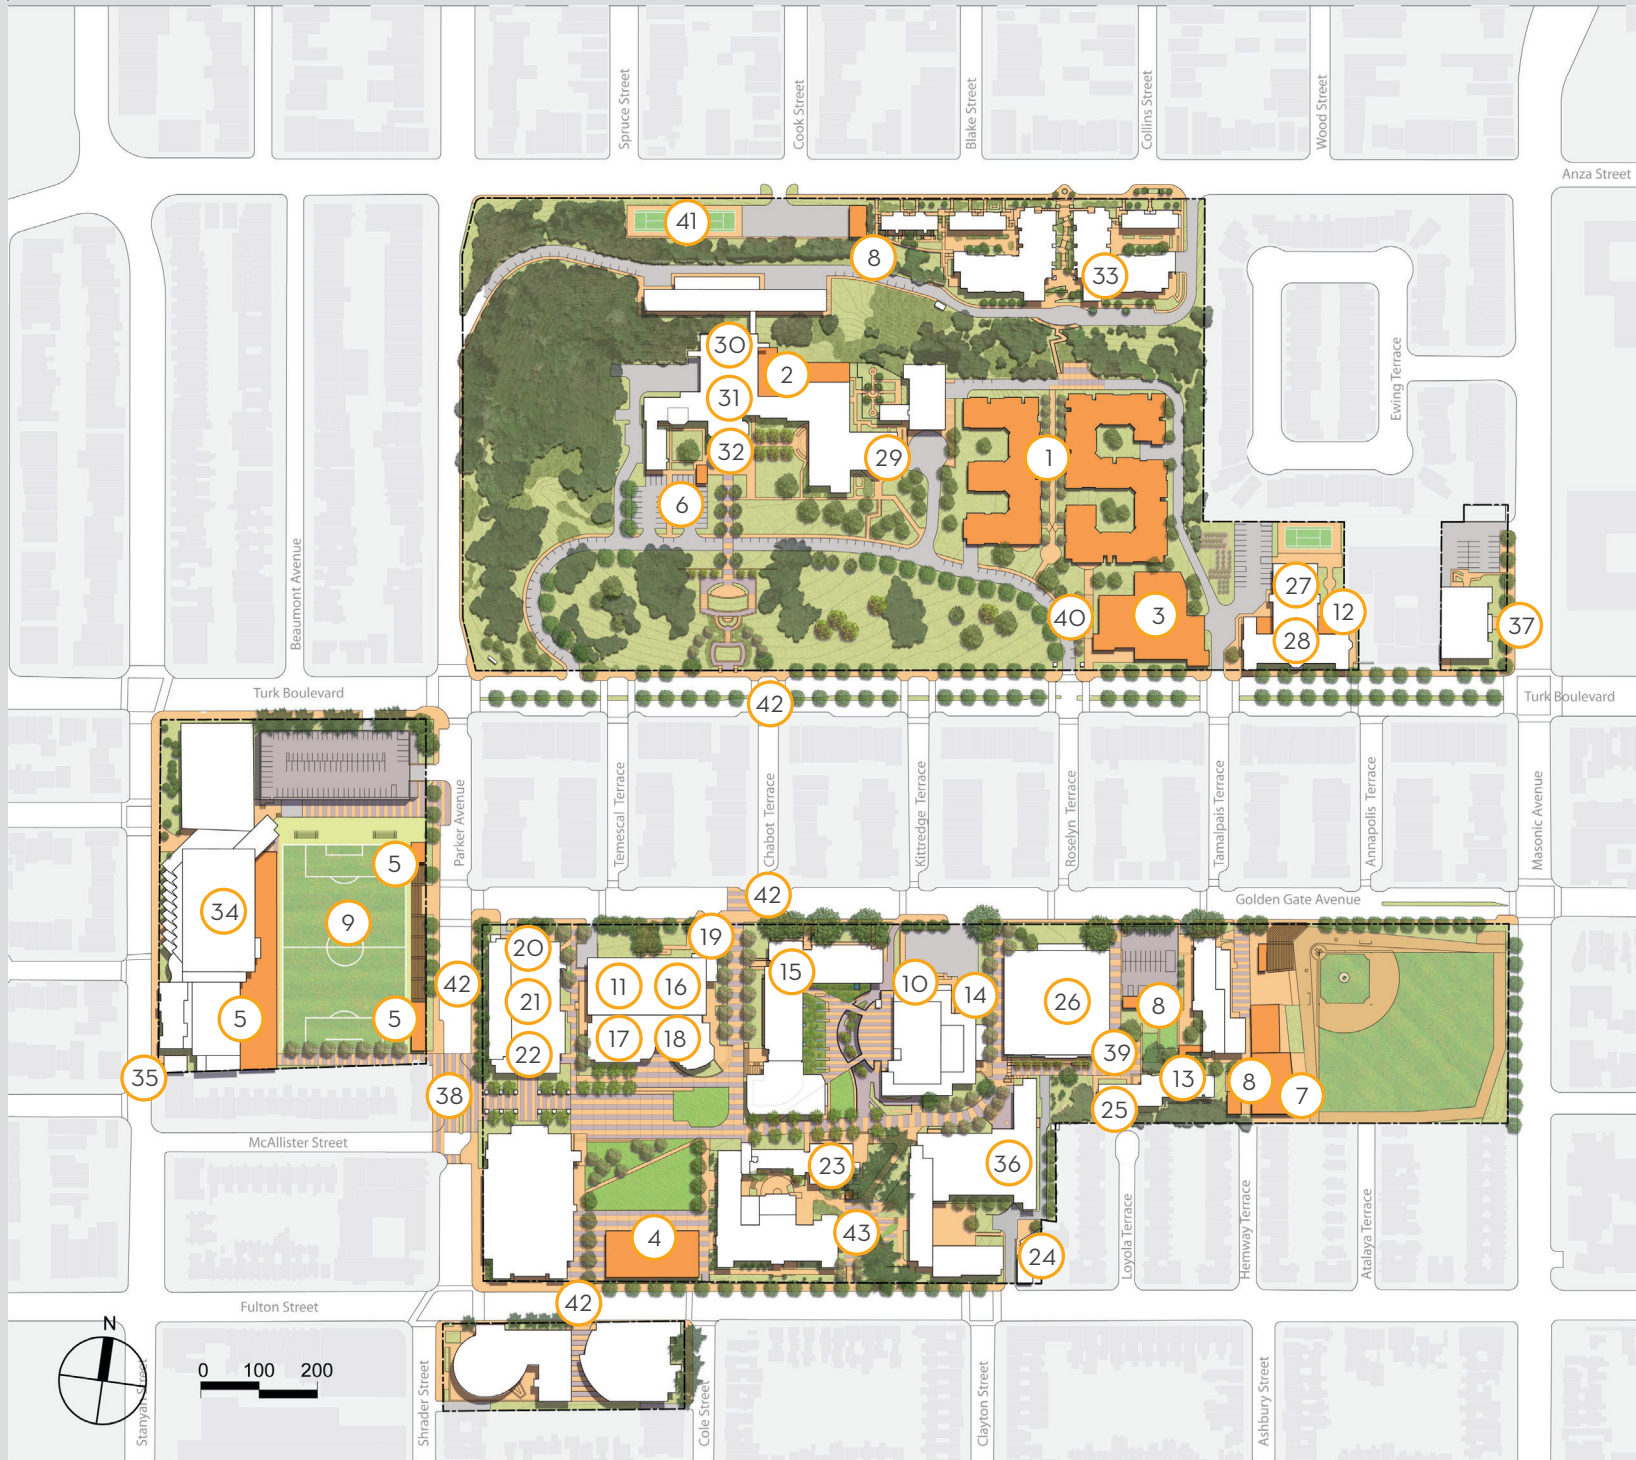 Spruce Street
Cook Street
Blake Street
Collins Street
Wood Street
Anza Street
41
8
33
30
2
31
32
29
1
6
Ewing Terrace
Beaumont Avenue
27
12
40
3
28
37
Turk Boulevard
42
Turk Boulevard
Parker Avenue
Temescal Terrace
Chabot Terrace
Kittredge Terrace
Roselyn Terrace
Tamalpais Terrace
Annapolis Terrace
Masonic Avenue
5
42
Golden Gate Avenue
34
9
20
19
15
42
11
16
10
14
21
26
8
5
5
17
18
22
39
35
38
13
8
7
25
McAllister Street
23
36
43
4
24
Loyola Terrace
Hemway Terrace
Atalaya Terrace
Fulton Street
42
N
0 100 200
Stanyan Street
Shrader Street
Cole Street
Clayton Street
Ashbury Street